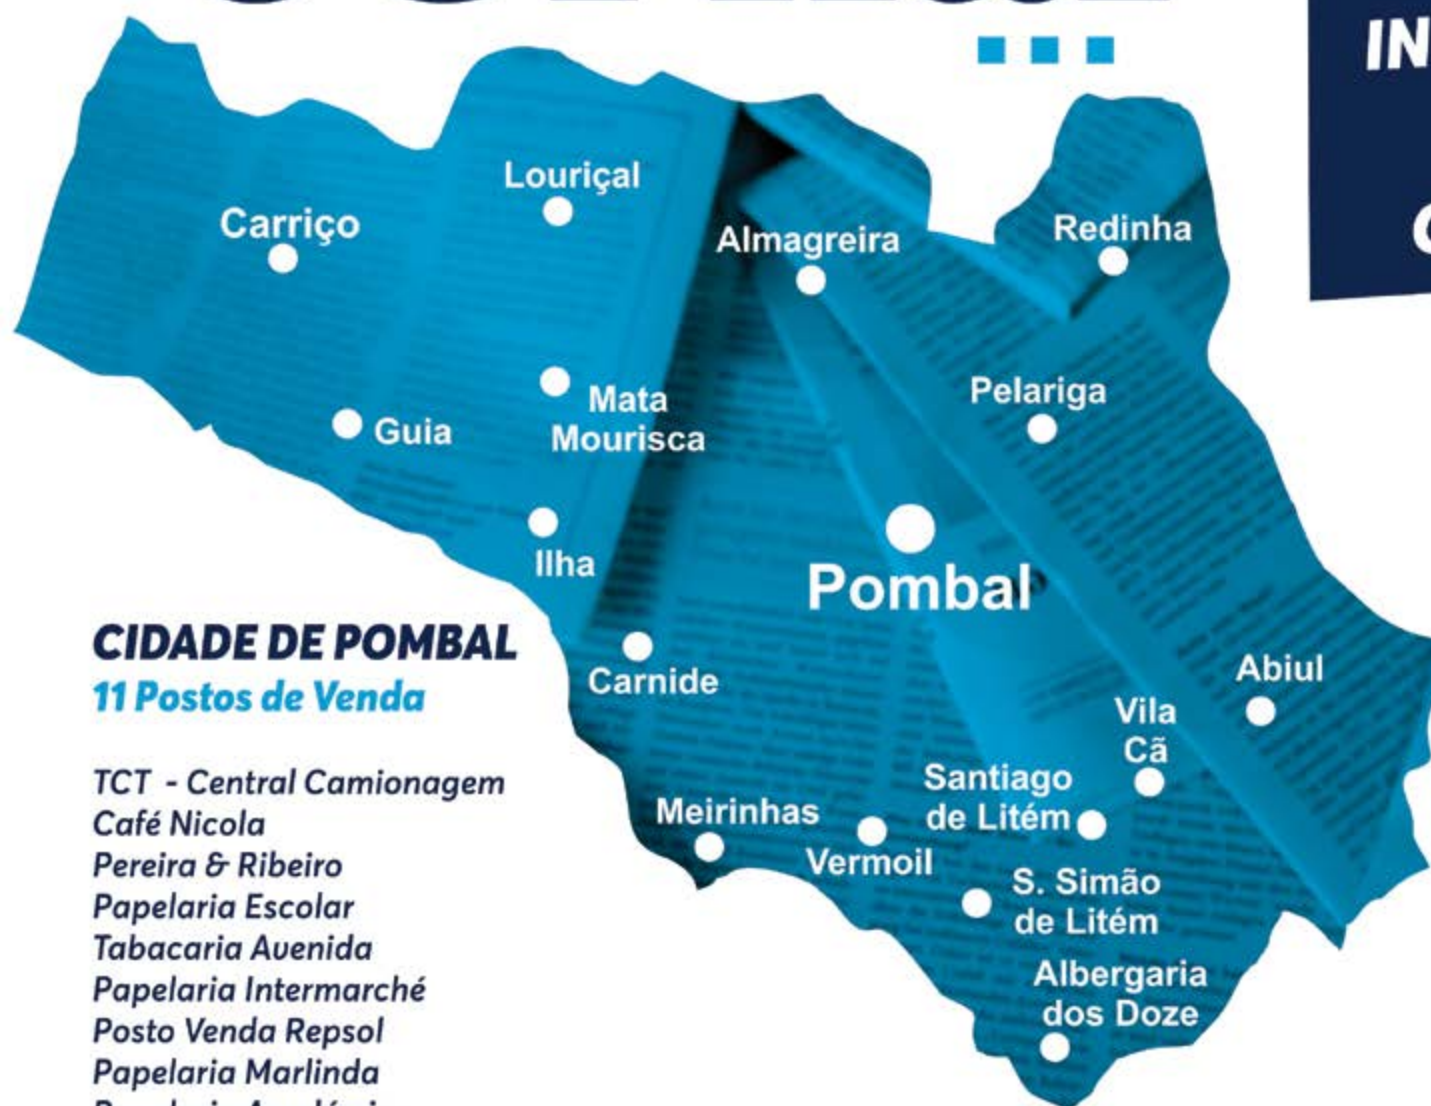 IN
Louriçal
Carriço
Almagreira
Redinha
Pelariga
Mata
Mourisca
Guia
Ilha
Pombal
CIDADE DE POMBAL
11 Postos de Venda
Carnide
Abiul
Vila
Cã
Santiago
de Litém
Meirinhas
Vermoil
S. Simão
de Litém
Albergaria
dos Doze
TCT - Central Camionagem
Café Nicola
Pereira & Ribeiro
Papelaria Escolar
Tabacaria Avenida
Papelaria Intermarché
Posto Venda Repsol
Papelaria Marlinda